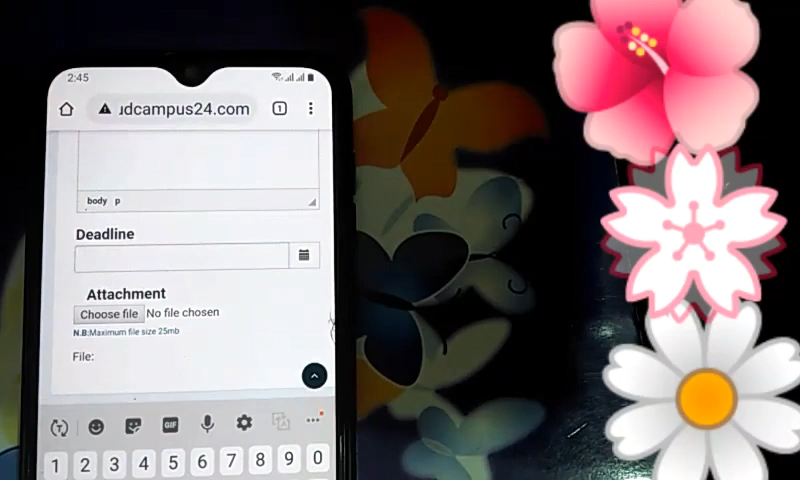 2:45
ıdcampus24.com
1
body p
Deadline
Attachment
Choose file No file chosen
N.B:Maximum file size 25mb
File:
GIF
1 2 3 4 5 6 7 8 9 0